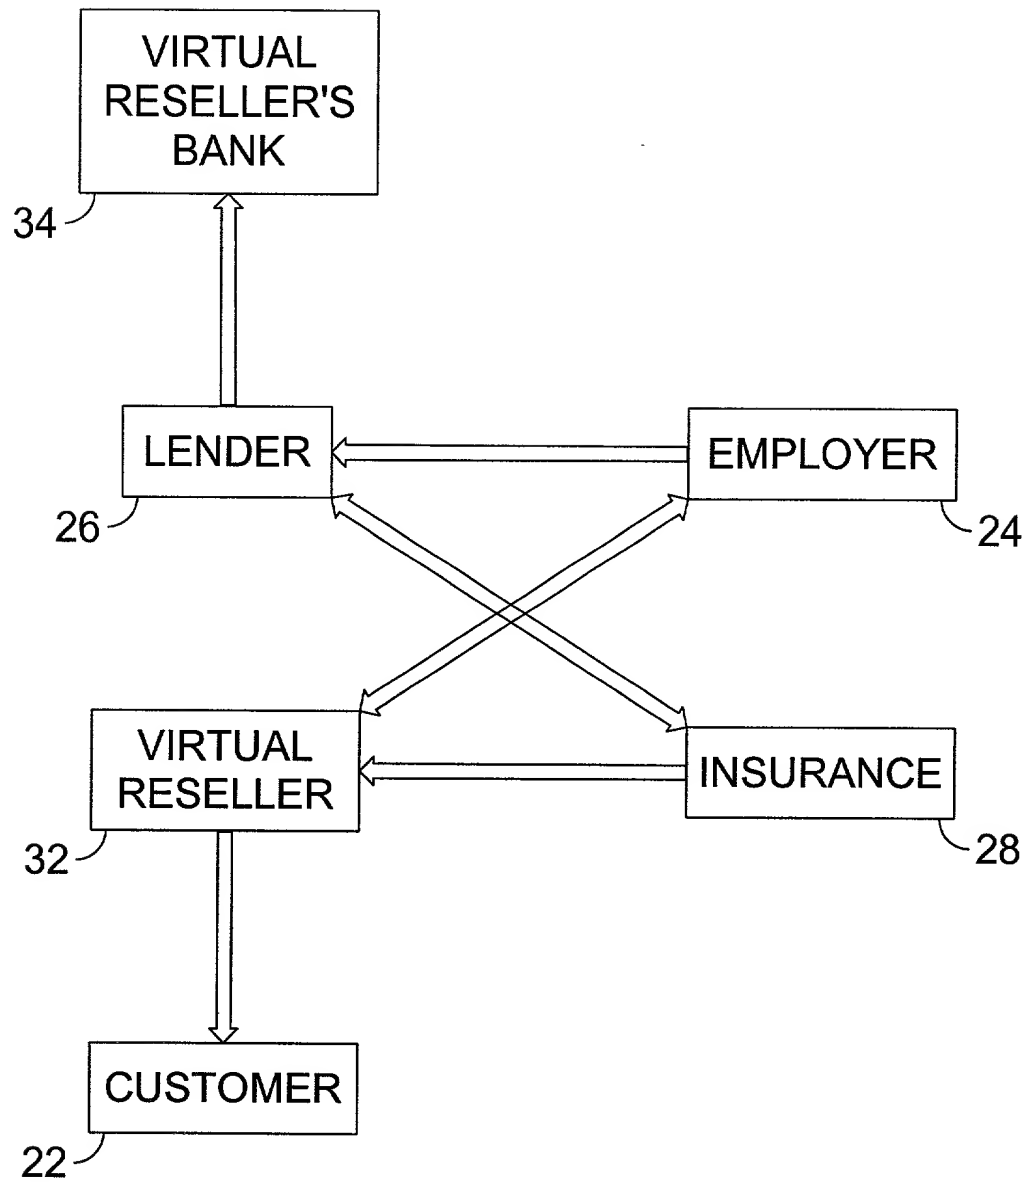 VIRTUAL
RESELLER'S
BANK
34
LENDER
EMPLOYER
26
24
VIRTUAL
RESELLER
INSURANCE
32
28
CUSTOMER
22